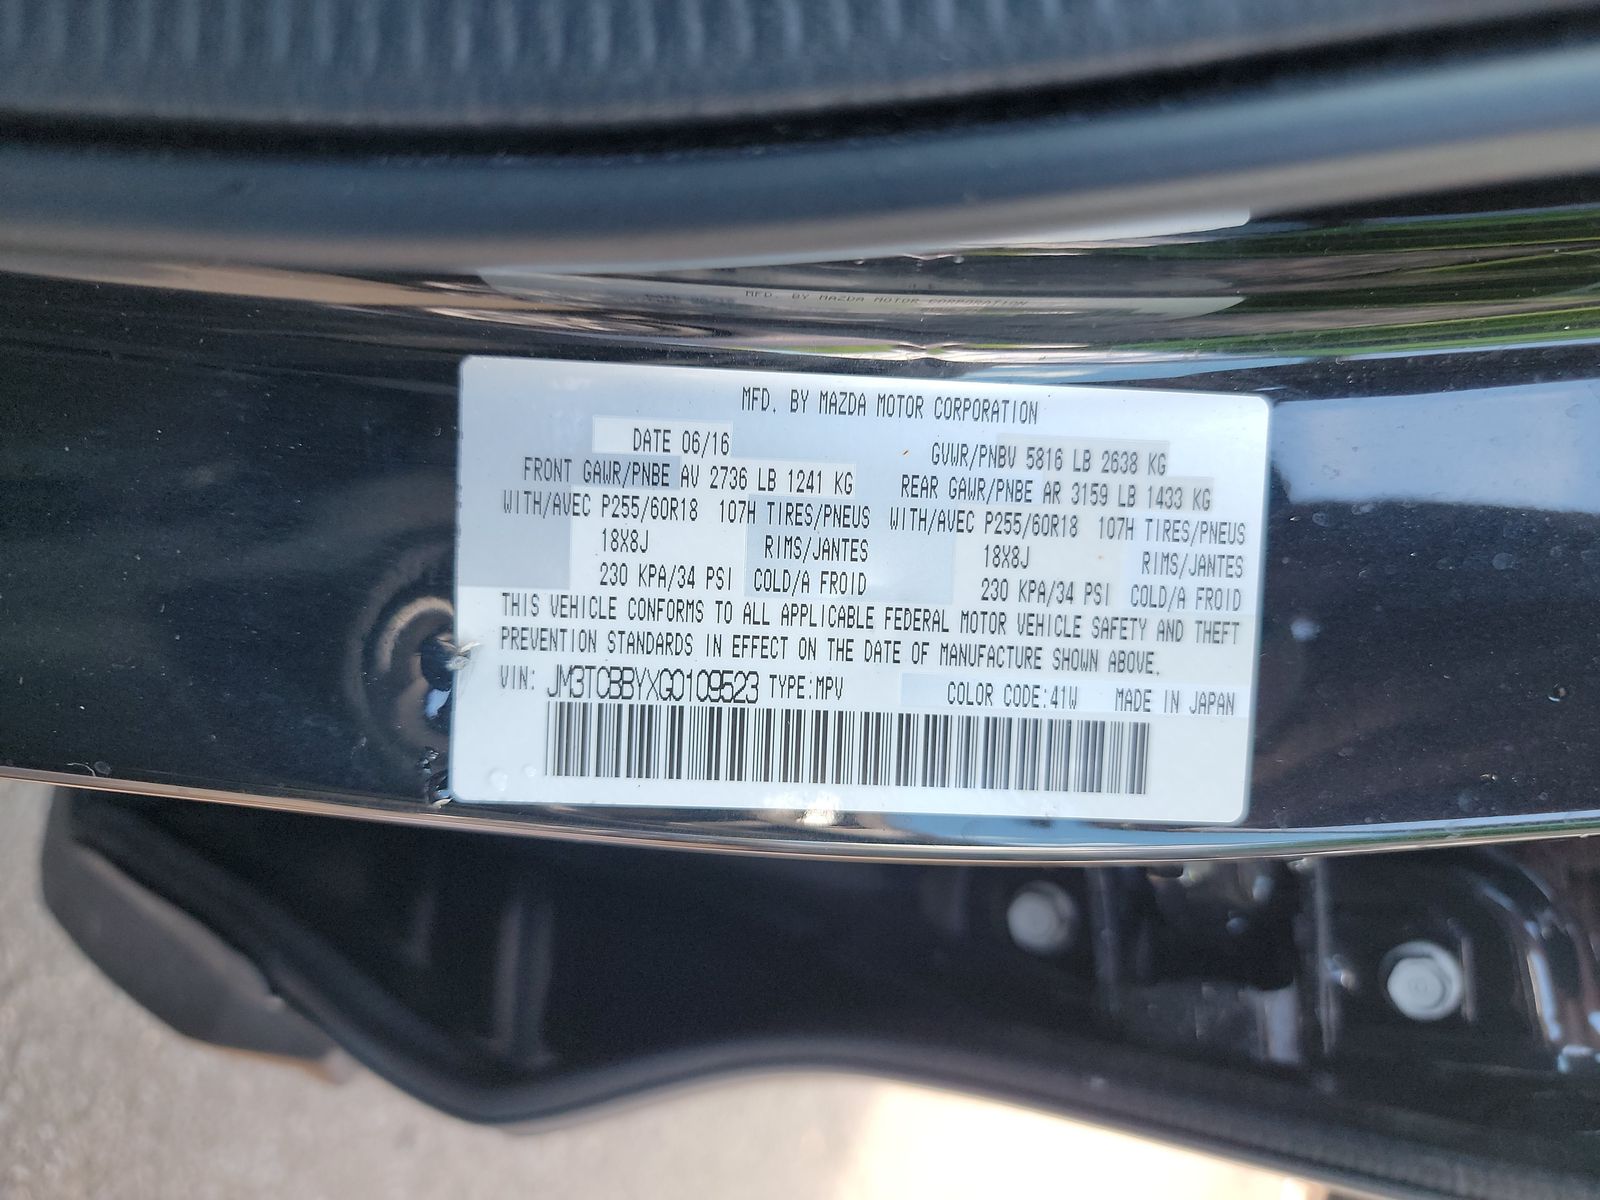 MFD. BY MAZDA MOTOR CORPORATION
MFD. BY MAZDA MOTOR CORPORATION
DATE 06/16 GVWR/PNBV 5816 LB 2638 KG
FRONT GAWR/PNBE AV 2736 LB 1241 KG REAR GAWR/PNBE AR 3159 LB 1433 KG
WITH/AVEC P255/60R18 107H TIRES/PNEUS WITH/AVEC P255/60R18 107H TIRES/PNEUS
18X8J RIMS/JANTES 18X8J RIMS/JANTES
230 KPA/34 PSI COLD/A FROID 230 KPA/34 PSI COLD/A FROID
THIS VEHICLE CONFORMS TO ALL APPLICABLE FEDERAL MOTOR VEHICLE SAFETY AND THEFT
PREVENTION STANDARDS IN EFFECT ON THE DATE OF MANUFACTURE SHOWN ABOVE.
VIN: JM3TCBBYXG0109523 TYPE:MPV COLOR CODE:41W MADE IN JAPAN